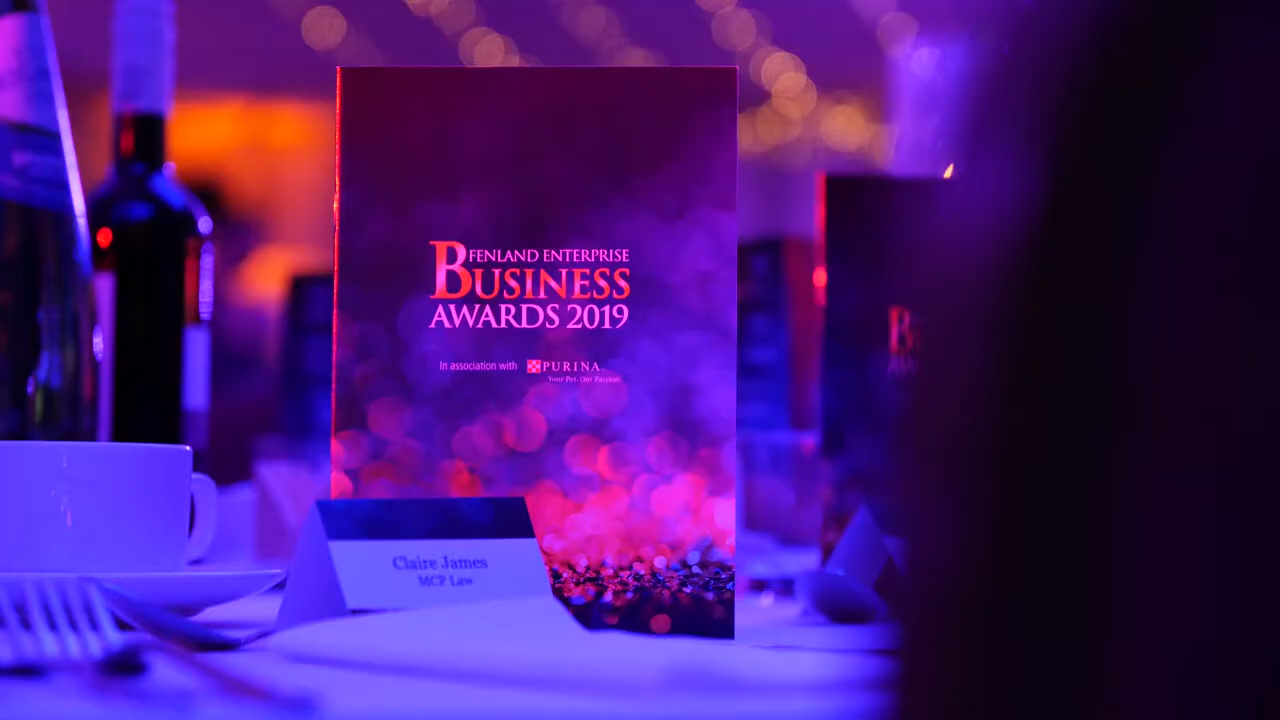 FENLAND ENTERPRISE
BUSINESS
AWARDS 2019
In association with PURINA
Your Pet. Our Passion.
Claire James
MCP Law
B